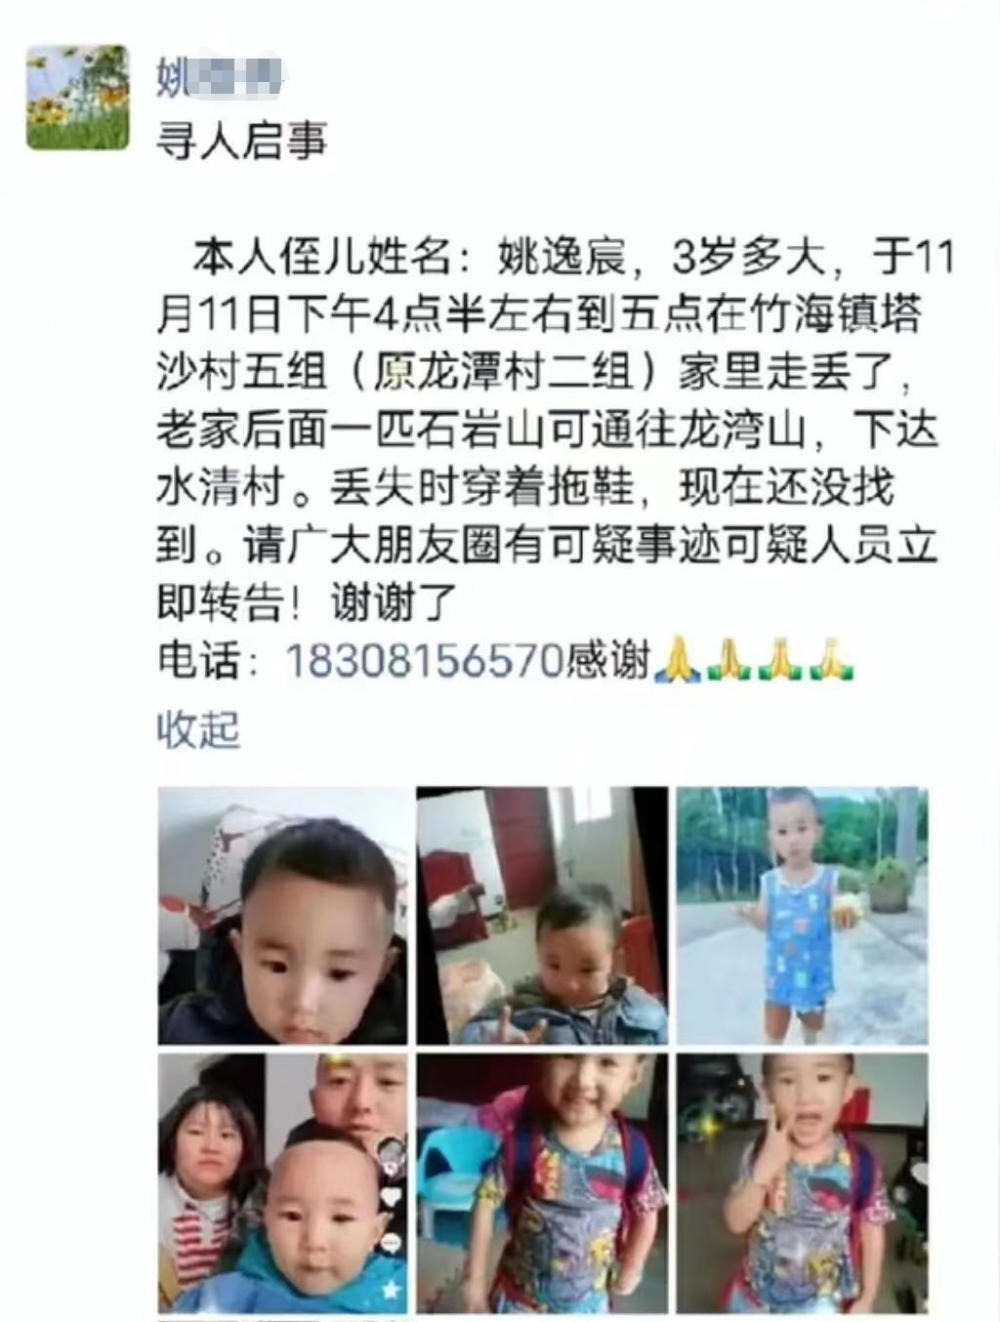 姚
寻人启事
本人侄儿姓名：姚逸宸，3岁多大，于11
月11日下午4点半左右到五点在竹海镇塔
沙村五组（原龙潭村二组）家里走丢了，
老家后面一匹石岩山可通往龙湾山，下达
水清村。丢失时穿着拖鞋，现在还没找
到。请广大朋友圈有可疑事迹可疑人员立
即转告！谢谢了
电话：18308156570感谢🙏🙏🙏🙏
收起